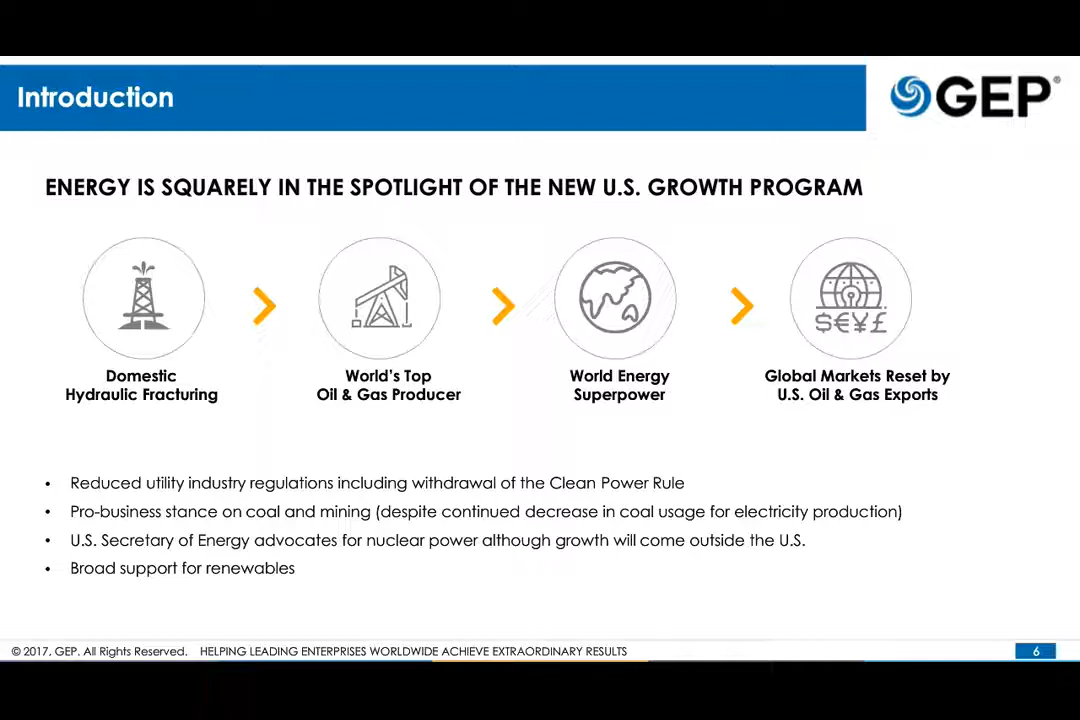 Introduction
GEP®
ENERGY IS SQUARELY IN THE SPOTLIGHT OF THE NEW U.S. GROWTH PROGRAM
$€¥£
Domestic
Hydraulic Fracturing
World's Top
Oil & Gas Producer
World Energy
Superpower
Global Markets Reset by
U.S. Oil & Gas Exports
• Reduced utility industry regulations including withdrawal of the Clean Power Rule
• Pro-business stance on coal and mining (despite continued decrease in coal usage for electricity production)
• U.S. Secretary of Energy advocates for nuclear power although growth will come outside the U.S.
• Broad support for renewables
© 2017, GEP. All Rights Reserved. HELPING LEADING ENTERPRISES WORLDWIDE ACHIEVE EXTRAORDINARY RESULTS
6